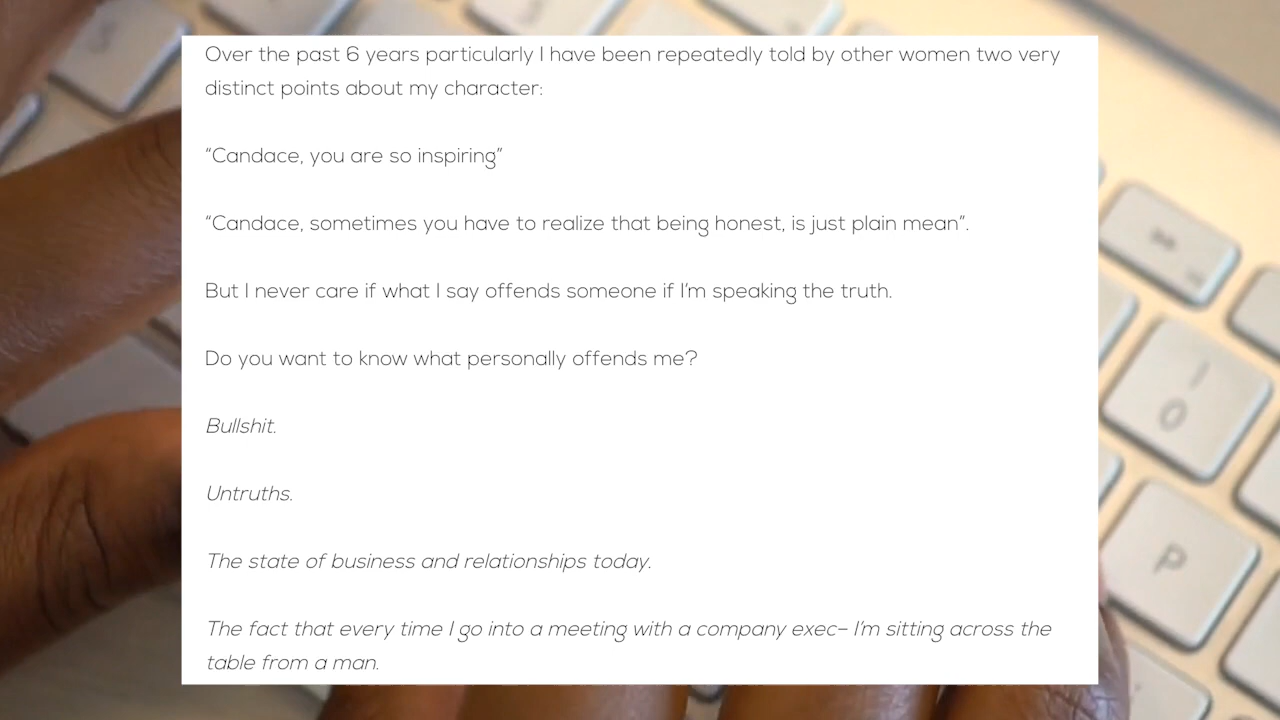 Over the past 6 years particularly I have been repeatedly told by other women two very
distinct points about my character:
“Candace, you are so inspiring”
“Candace, sometimes you have to realize that being honest, is just plain mean”.
But I never care if what I say offends someone if I’m speaking the truth.
Do you want to know what personally offends me?
Bullshit.
Untruths.
The state of business and relationships today.
The fact that every time I go into a meeting with a company exec– I’m sitting across the
table from a man.
O
P